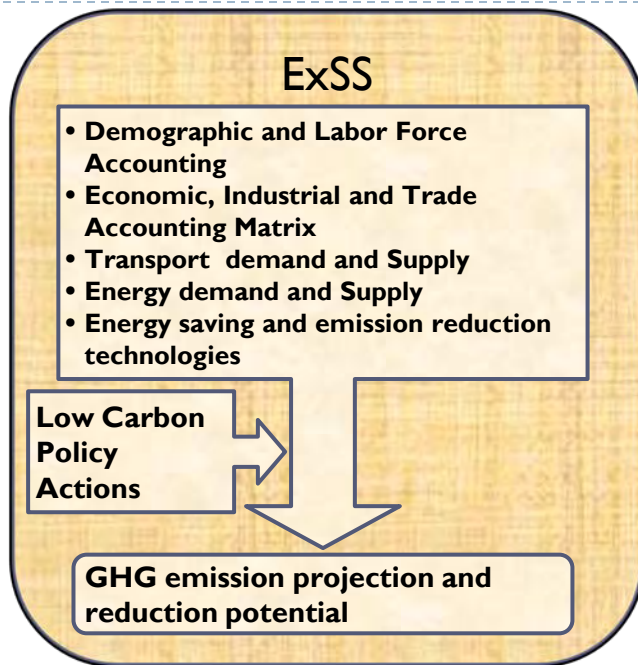 ExSS
• Demographic and Labor Force
Accounting
• Economic, Industrial and Trade
Accounting Matrix
• Transport demand and Supply
• Energy demand and Supply
• Energy saving and emission reduction
technologies
Low Carbon
Policy
Actions
GHG emission projection and
reduction potential